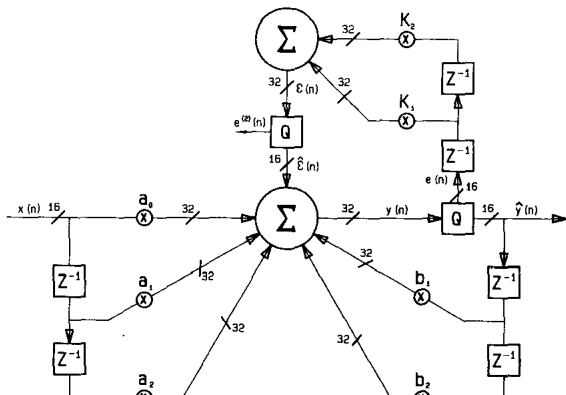 K₂
Σ
32
32
32
Z⁻¹
32 ε(n)
K₁
e⁽²⁾(n)
Q
Z⁻¹
16 ε̂(n)
e(n)
16
x(n) 16
a₀
32
Σ
32
y(n)
Q
16
ŷ(n)
Z⁻¹
a₁
32
32
b₁
Z⁻¹
Z⁻¹
32
32
Z⁻¹
a₂
b₂